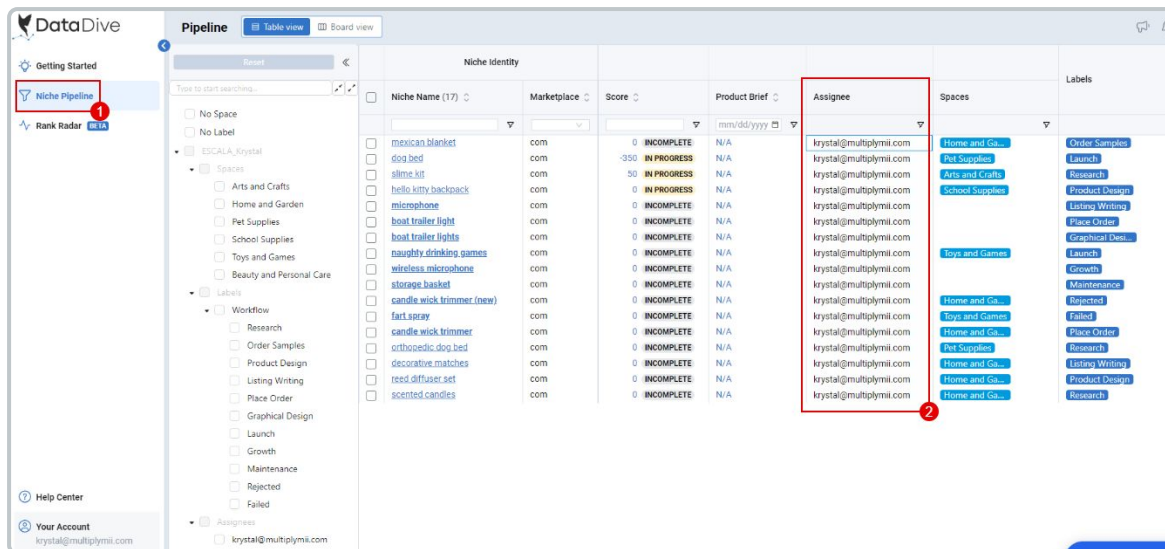 DataDive
Pipeline
Table view
Board view
Getting Started
Niche Pipeline
1
Rank Radar BETA
Reset
Type to start searching...
No Space
No Label
ESCALA_Krystal
Spaces
Arts and Crafts
Home and Garden
Pet Supplies
School Supplies
Toys and Games
Beauty and Personal Care
Labels
Workflow
Research
Order Samples
Product Design
Listing Writing
Place Order
Graphical Design
Launch
Growth
Maintenance
Rejected
Failed
Assignees
krystal@multiplymii.com
Help Center
Your Account
krystal@multiplymii.com
Niche Identity
Niche Name (17) Marketplace Score Product Brief Assignee Spaces Labels
mm/dd/yyyy
mexican blanket com 0 INCOMPLETE N/A krystal@multiplymii.com Home and Ga... Order Samples
dog bed com -350 IN PROGRESS N/A krystal@multiplymii.com Pet Supplies Launch
slime kit com 50 IN PROGRESS N/A krystal@multiplymii.com Arts and Crafts Research
hello kitty backpack com 0 IN PROGRESS N/A krystal@multiplymii.com School Supplies Product Design
microphone com 0 INCOMPLETE N/A krystal@multiplymii.com Listing Writing
boat trailer light com 0 INCOMPLETE N/A krystal@multiplymii.com Place Order
boat trailer lights com 0 INCOMPLETE N/A krystal@multiplymii.com Graphical Desi...
naughty drinking games com 0 INCOMPLETE N/A krystal@multiplymii.com Toys and Games Launch
wireless microphone com 0 INCOMPLETE N/A krystal@multiplymii.com Growth
storage basket com 0 INCOMPLETE N/A krystal@multiplymii.com Maintenance
candle wick trimmer (new) com 0 INCOMPLETE N/A krystal@multiplymii.com Home and Ga... Rejected
fart spray com 0 INCOMPLETE N/A krystal@multiplymii.com Toys and Games Failed
candle wick trimmer com 0 INCOMPLETE N/A krystal@multiplymii.com Home and Ga... Place Order
orthopedic dog bed com 0 INCOMPLETE N/A krystal@multiplymii.com Pet Supplies Research
decorative matches com 0 INCOMPLETE N/A krystal@multiplymii.com Home and Ga... Listing Writing
reed diffuser set com 0 INCOMPLETE N/A krystal@multiplymii.com Home and Ga... Product Design
scented candles com 0 INCOMPLETE N/A krystal@multiplymii.com Home and Ga... Research
2